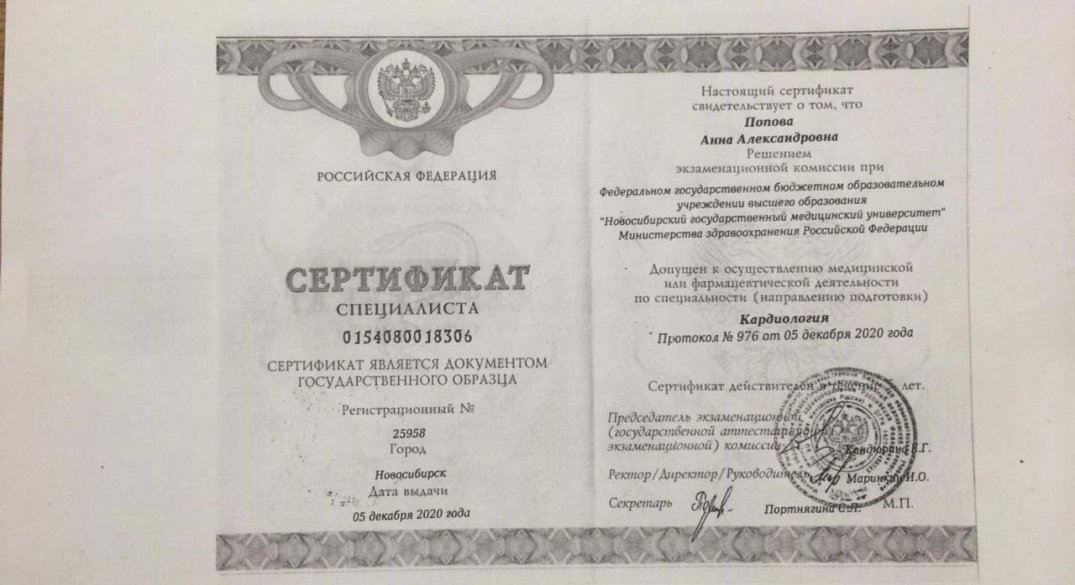 РОССИЙСКАЯ ФЕДЕРАЦИЯ
СЕРТИФИКАТ
СПЕЦИАЛИСТА
0154080018306
СЕРТИФИКАТ ЯВЛЯЕТСЯ ДОКУМЕНТОМ
ГОСУДАРСТВЕННОГО ОБРАЗЦА
Регистрационный №
25958
Город
Новосибирск
Дата выдачи
05 декабря 2020 года
Настоящий сертификат
свидетельствует о том, что
Попова
Анна Александровна
Решением
экзаменационной комиссии при
Федеральном государственном бюджетном образовательном
учреждении высшего образования
"Новосибирский государственный медицинский университет"
Министерства здравоохранения Российской Федерации
Допущен к осуществлению медицинской
или фармацевтической деятельности
по специальности (направлению подготовки)
Кардиология
Протокол № 976 от 05 декабря 2020 года
Сертификат действителен в лет.
Председатель экзаменационной
(государственной аттестационной
экзаменационной) комиссии В.Г.
Ректор/Директор/Руководитель И.О.
Секретарь Портнягина С.Л. М.П.